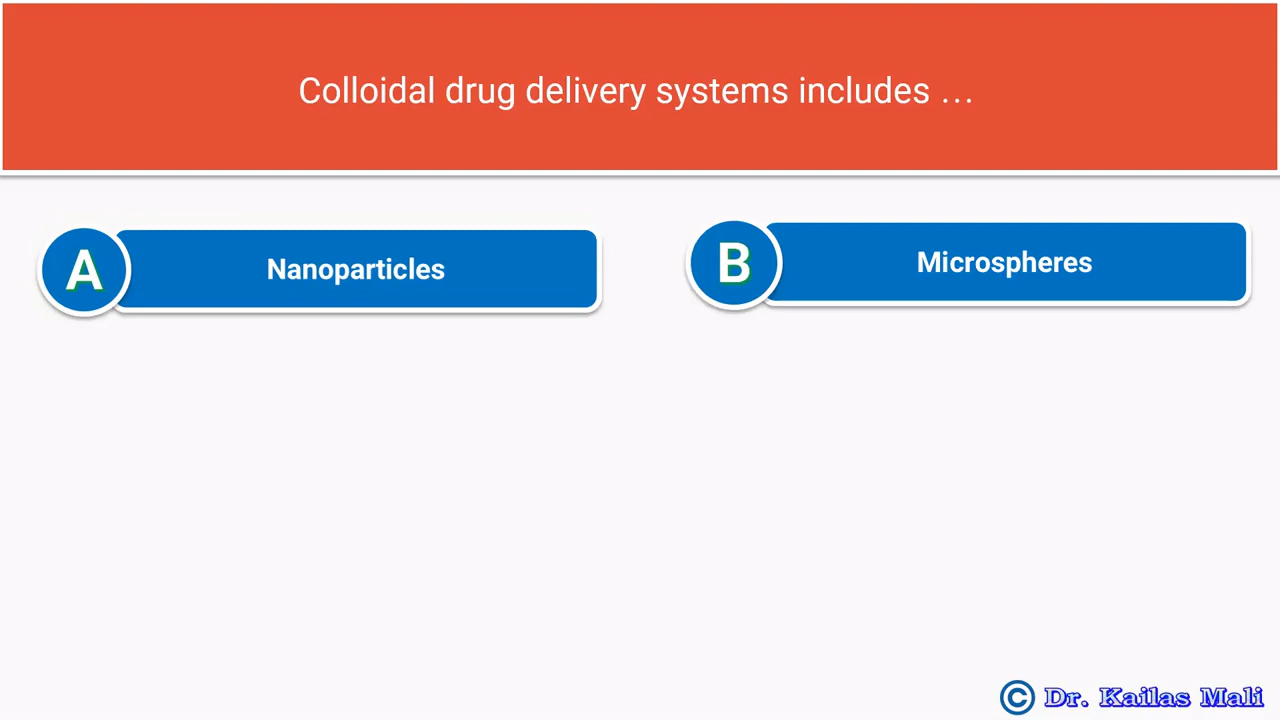 Colloidal drug delivery systems includes …
A
Nanoparticles
B
Microspheres
© Dr. Kailas Mali